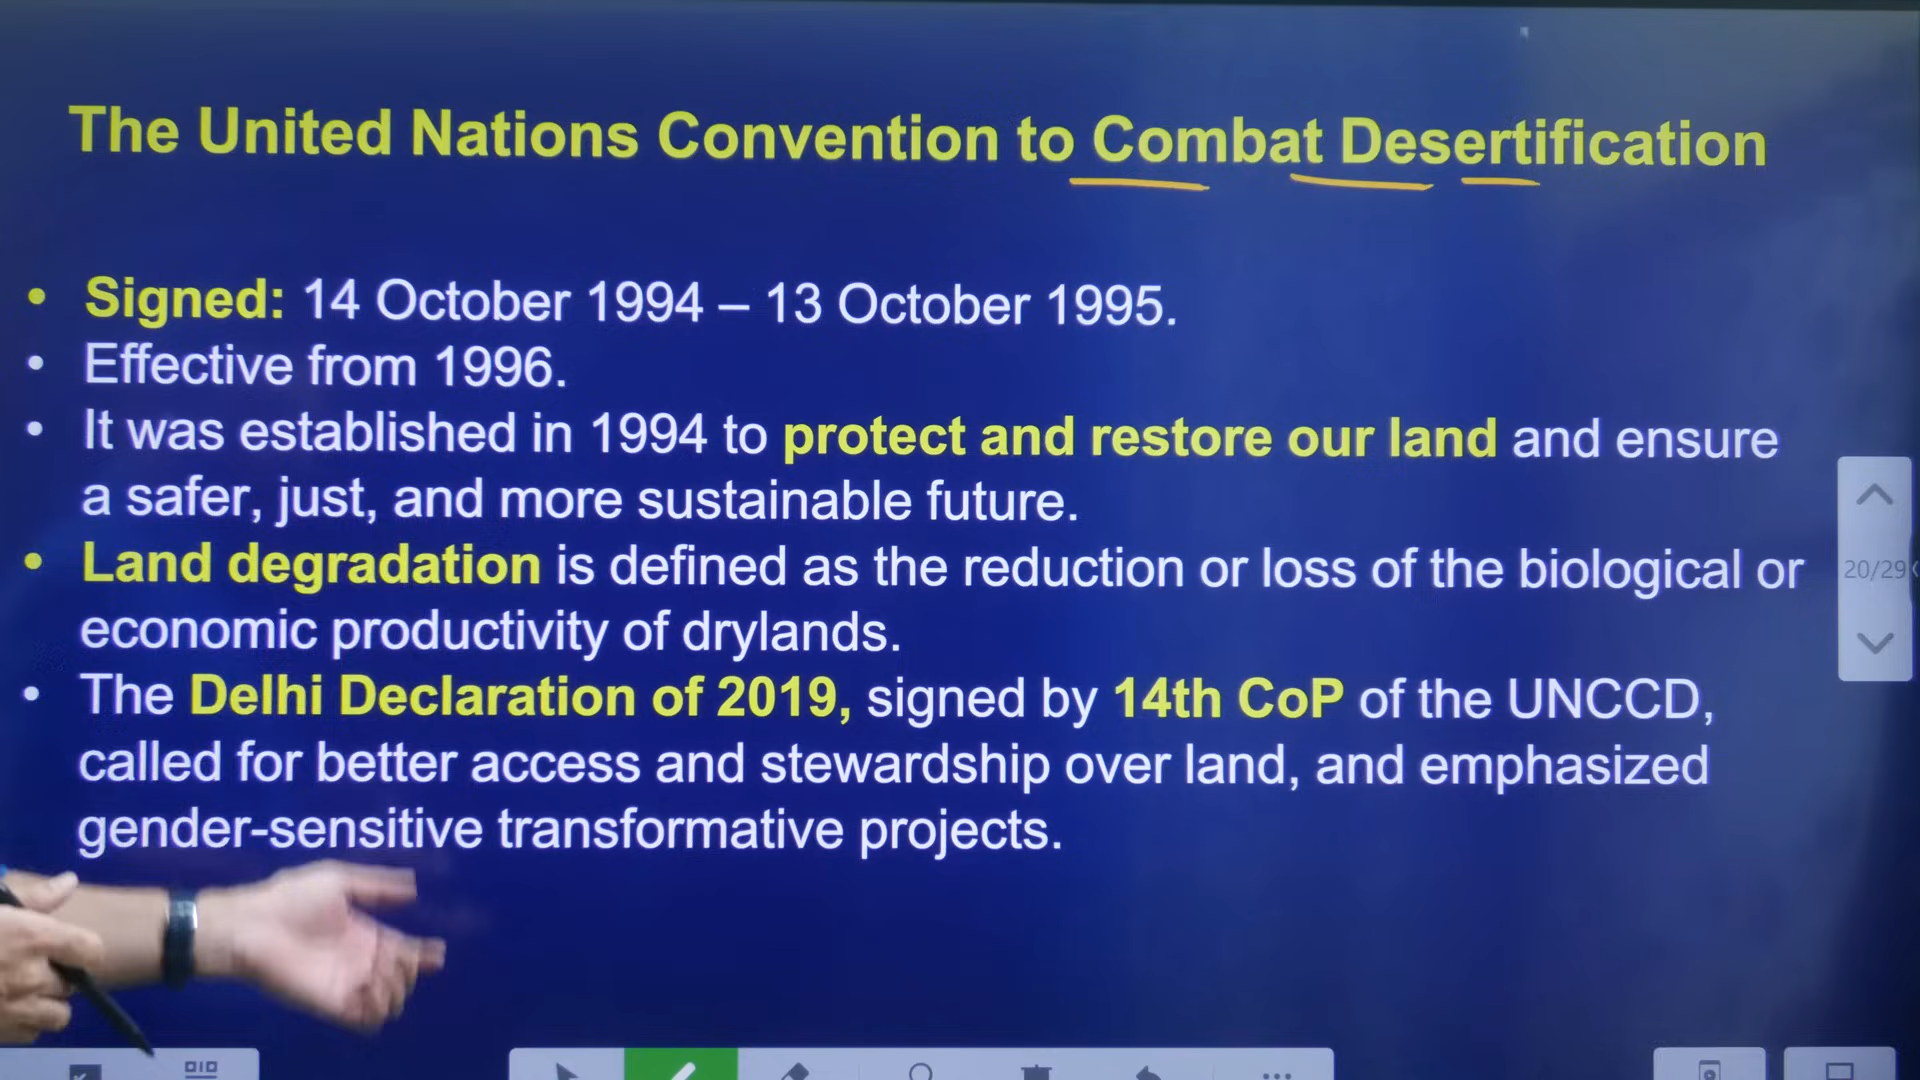 The United Nations Convention to Combat Desertification
• Signed: 14 October 1994 – 13 October 1995.
• Effective from 1996.
• It was established in 1994 to protect and restore our land and ensure
a safer, just, and more sustainable future.
• Land degradation is defined as the reduction or loss of the biological or
economic productivity of drylands.
• The Delhi Declaration of 2019, signed by 14th CoP of the UNCCD,
called for better access and stewardship over land, and emphasized
gender-sensitive transformative projects.
20/29